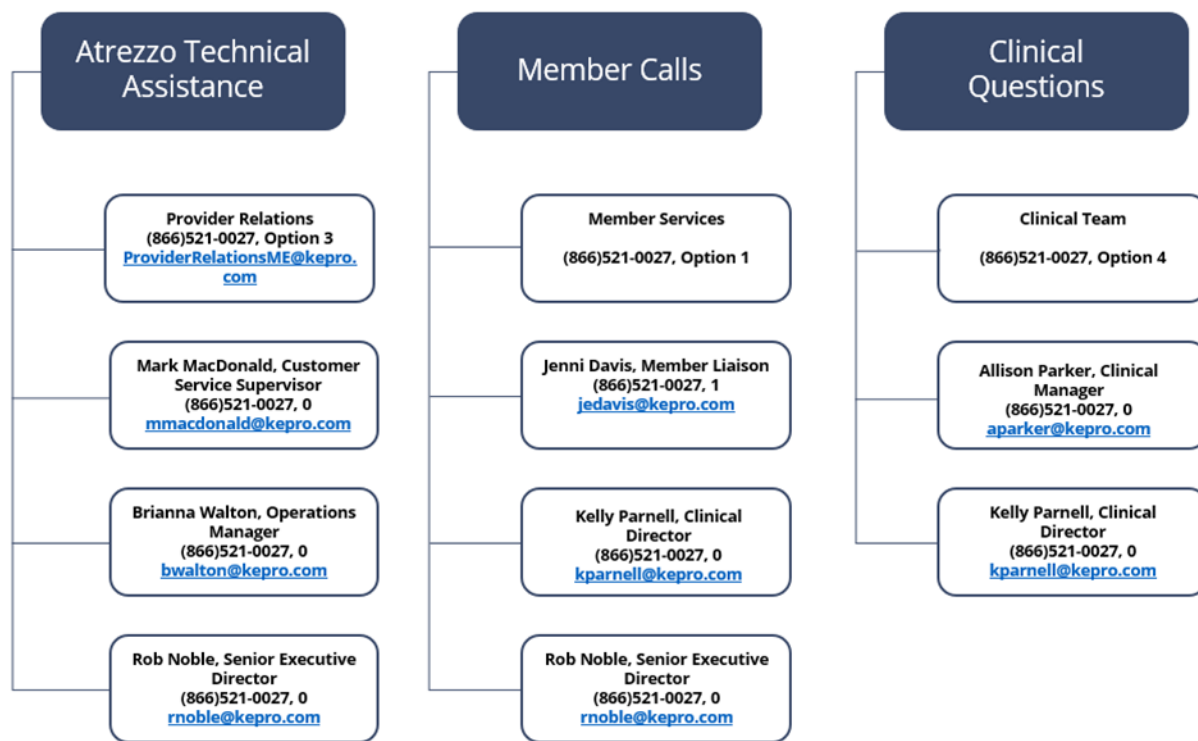 Atrezzo Technical
Assistance
Provider Relations
(866)521-0027, Option 3
ProviderRelationsME@kepro.
com
Mark MacDonald, Customer
Service Supervisor
(866)521-0027, 0
mmacdonald@kepro.com
Brianna Walton, Operations
Manager
(866)521-0027, 0
bwalton@kepro.com
Rob Noble, Senior Executive
Director
(866)521-0027, 0
rnoble@kepro.com
Member Calls
Member Services
(866)521-0027, Option 1
Jenni Davis, Member Liaison
(866)521-0027, 1
jedavis@kepro.com
Kelly Parnell, Clinical
Director
(866)521-0027, 0
kparnell@kepro.com
Rob Noble, Senior Executive
Director
(866)521-0027, 0
rnoble@kepro.com
Clinical
Questions
Clinical Team
(866)521-0027, Option 4
Allison Parker, Clinical
Manager
(866)521-0027, 0
aparker@kepro.com
Kelly Parnell, Clinical
Director
(866)521-0027, 0
kparnell@kepro.com